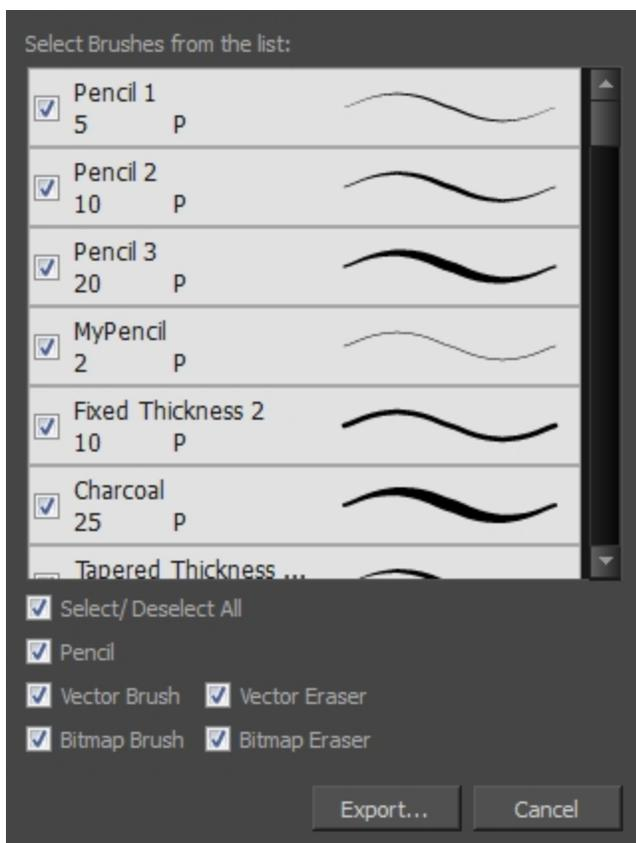 Select Brushes from the list:
Pencil 1
5 P
Pencil 2
10 P
Pencil 3
20 P
MyPencil
2 P
Fixed Thickness 2
10 P
Charcoal
25 P
Tapered Thickness ...
Select/ Deselect All
Pencil
Vector Brush Vector Eraser
Bitmap Brush Bitmap Eraser
Export... Cancel